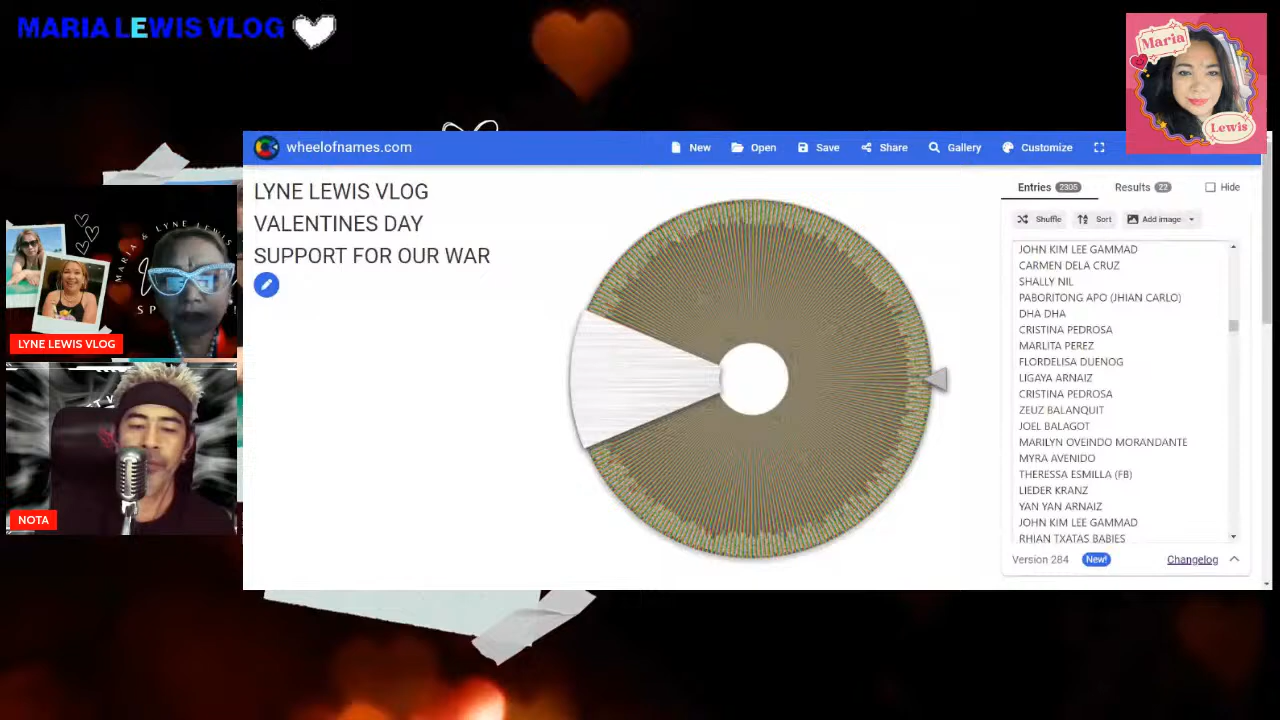 MARIA LEWIS VLOG
Maria
Lewis
wheelofnames.com
New
Open
Save
Share
Gallery
Customize
LYNE LEWIS VLOG
VALENTINES DAY
SUPPORT FOR OUR WAR
Entries 2305
Results 22
Hide
Shuffle
Sort
Add image
JOHN KIM LEE GAMMAD
CARMEN DELA CRUZ
SHALLY NIL
PABORITONG APO (JHIAN CARLO)
DHA DHA
CRISTINA PEDROSA
MARLITA PEREZ
FLORDELISA DUENOG
LIGAYA ARNAIZ
CRISTINA PEDROSA
ZEUZ BALANQUIT
JOEL BALAGOT
MARILYN OVEINDO MORANDANTE
MYRA AVENIDO
THERESSA ESMILLA (FB)
LIEDER KRANZ
YAN YAN ARNAIZ
JOHN KIM LEE GAMMAD
RHIAN TXATAS BABIES
Version 284
New!
Changelog
MARIA & LYNE LEWIS
LYNE LEWIS VLOG
NOTA